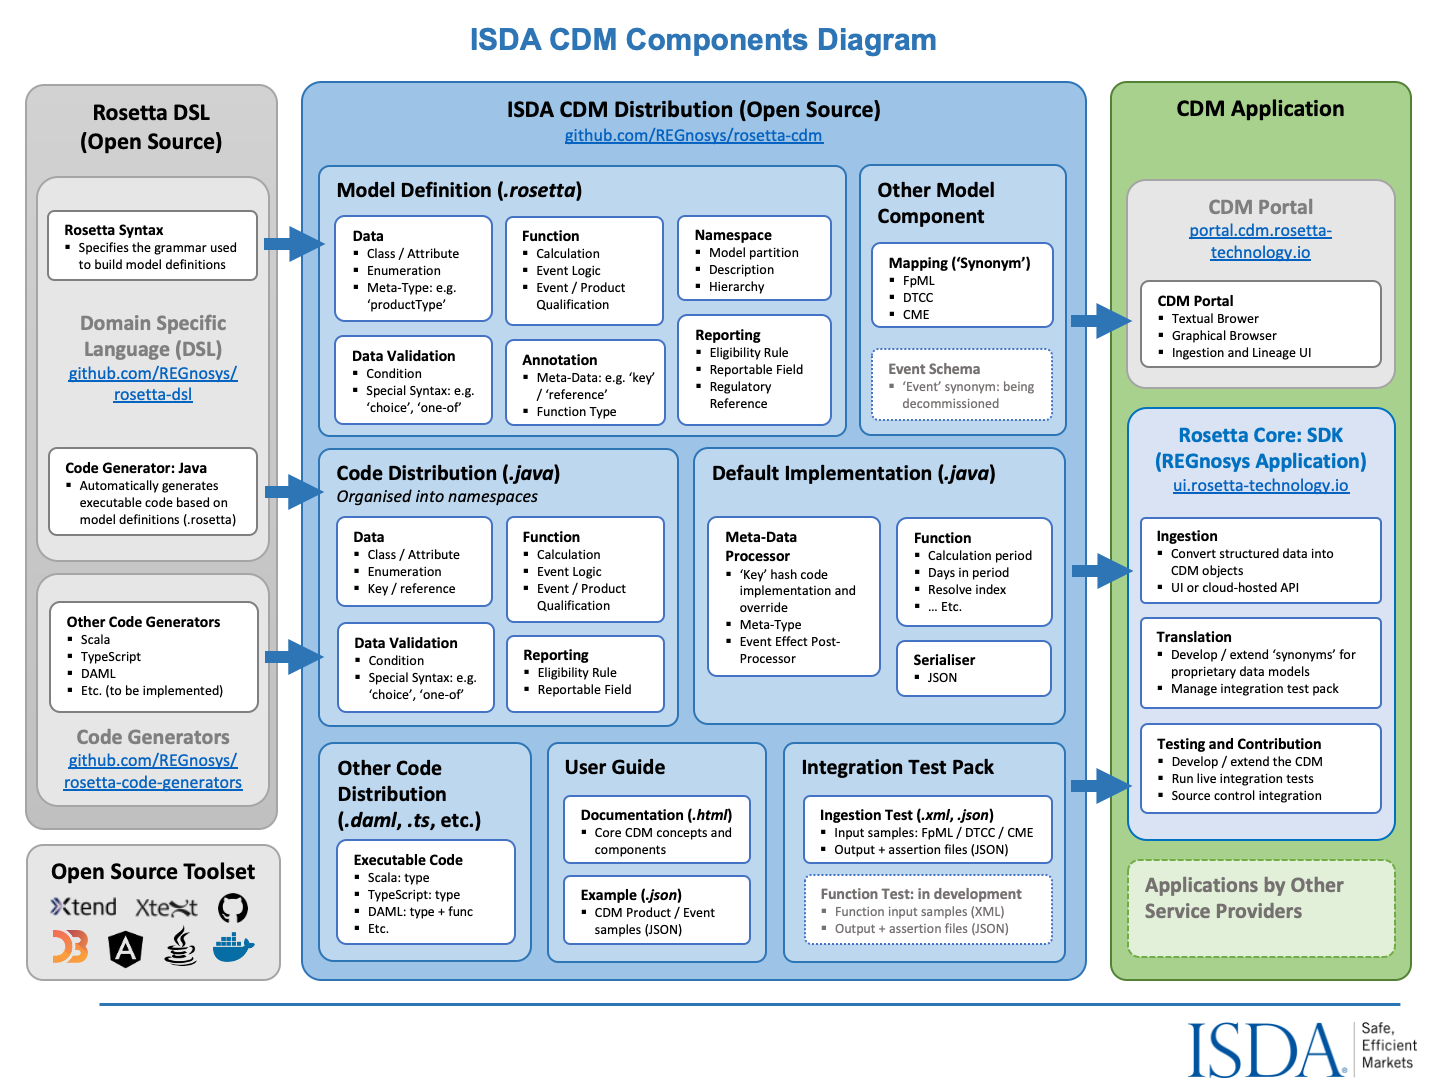 ISDA CDM Components Diagram
Rosetta DSL
(Open Source)
Rosetta Syntax
▪ Specifies the grammar used
to build model definitions
Domain Specific
Language (DSL)
github.com/REGnosys/
rosetta-dsl
Code Generator: Java
▪ Automatically generates
executable code based on
model definitions (.rosetta)
Other Code Generators
▪ Scala
▪ TypeScript
▪ DAML
▪ Etc. (to be implemented)
Code Generators
github.com/REGnosys/
rosetta-code-generators
Open Source Toolset
Xtend
Xtext
Java
ISDA CDM Distribution (Open Source)
github.com/REGnosys/rosetta-cdm
Model Definition (.rosetta)
Data
▪ Class / Attribute
▪ Enumeration
▪ Meta-Type: e.g.
‘productType’
Function
▪ Calculation
▪ Event Logic
▪ Event / Product
Qualification
Namespace
▪ Model partition
▪ Description
▪ Hierarchy
Data Validation
▪ Condition
▪ Special Syntax: e.g.
‘choice’, ‘one-of’
Annotation
▪ Meta-Data: e.g. ‘key’
/ ‘reference’
▪ Function Type
Reporting
▪ Eligibility Rule
▪ Reportable Field
▪ Regulatory
Reference
Other Model
Component
Mapping (‘Synonym’)
▪ FpML
▪ DTCC
▪ CME
Event Schema
▪ ‘Event’ synonym: being
decommissioned
Code Distribution (.java)
Organised into namespaces
Data
▪ Class / Attribute
▪ Enumeration
▪ Key / reference
Function
▪ Calculation
▪ Event Logic
▪ Event / Product
Qualification
Data Validation
▪ Condition
▪ Special Syntax: e.g.
‘choice’, ‘one-of’
Reporting
▪ Eligibility Rule
▪ Reportable Field
Default Implementation (.java)
Meta-Data
Processor
▪ ‘Key’ hash code
implementation and
override
▪ Meta-Type
▪ Event Effect Post-
Processor
Function
▪ Calculation period
▪ Days in period
▪ Resolve index
▪ … Etc.
Serialiser
▪ JSON
Other Code
Distribution
(.daml, .ts, etc.)
Executable Code
▪ Scala: type
▪ TypeScript: type
▪ DAML: type + func
▪ Etc.
User Guide
Documentation (.html)
▪ Core CDM concepts and
components
Example (.json)
▪ CDM Product / Event
samples (JSON)
Integration Test Pack
Ingestion Test (.xml, .json)
▪ Input samples: FpML / DTCC / CME
▪ Output + assertion files (JSON)
Function Test: in development
▪ Function input samples (XML)
▪ Output + assertion files (JSON)
CDM Application
CDM Portal
portal.cdm.rosetta-
technology.io
CDM Portal
▪ Textual Brower
▪ Graphical Browser
▪ Ingestion and Lineage UI
Rosetta Core: SDK
(REGnosys Application)
ui.rosetta-technology.io
Ingestion
▪ Convert structured data into
CDM objects
▪ UI or cloud-hosted API
Translation
▪ Develop / extend ‘synonyms’ for
proprietary data models
▪ Manage integration test pack
Testing and Contribution
▪ Develop / extend the CDM
▪ Run live integration tests
▪ Source control integration
Applications by Other
Service Providers
ISDA®
Safe,
Efficient
Markets